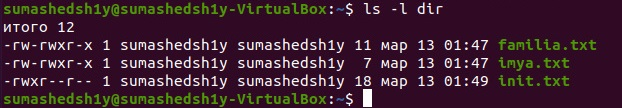 sumashedsh1y@sumashedsh1y-VirtualBox:~$ ls -l dir
итого 12
-rw-rwxr-x 1 sumashedsh1y sumashedsh1y 11 мар 13 01:47 familia.txt
-rw-rwxr-x 1 sumashedsh1y sumashedsh1y  7 мар 13 01:47 imya.txt
-rwxr--r-- 1 sumashedsh1y sumashedsh1y 18 мар 13 01:49 init.txt
sumashedsh1y@sumashedsh1y-VirtualBox:~$